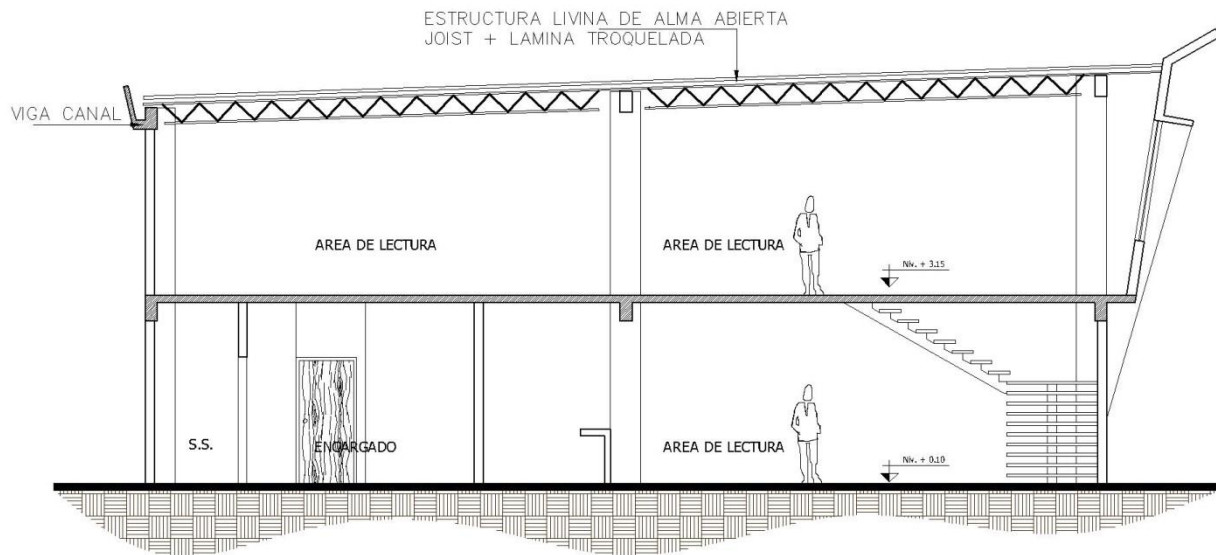 ESTRUCTURA LIVINA DE ALMA ABIERTA
JOIST + LAMINA TROQUELADA
VIGA CANAL
AREA DE LECTURA
AREA DE LECTURA
Niv. + 3.15
S.S.
ENCARGADO
AREA DE LECTURA
Niv. + 0.10